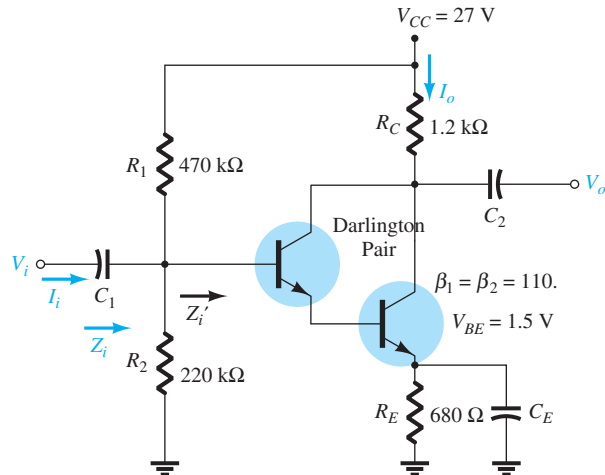 V_CC = 27 V
I_o
R_C 1.2 kΩ
R_1 470 kΩ
V_o
C_2
Darlington
Pair
V_i
I_i
C_1
Z_i′
Z_i
β_1 = β_2 = 110.
V_BE = 1.5 V
R_2 220 kΩ
R_E 680 Ω
C_E